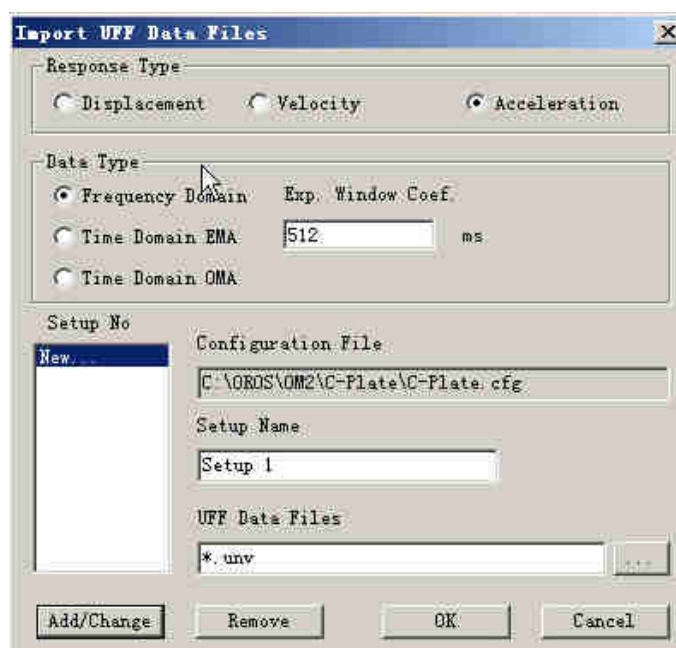 Import UFF Data Files
Response Type
Displacement Velocity Acceleration
Data Type
Frequency Domain Exp. Window Coef.
Time Domain EMA 512 ms
Time Domain OMA
Setup No
New...
Configuration File
C:\OROS\OM2\C-Plate\C-Plate.cfg
Setup Name
Setup 1
UFF Data Files
*.unv
...
Add/Change Remove OK Cancel